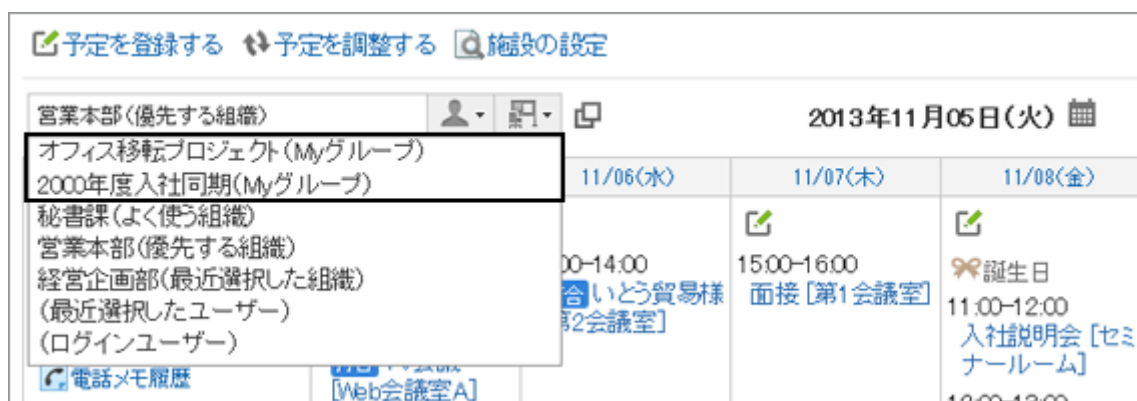 予定を登録する 予定を調整する 施設の設定
営業本部(優先する組織)
2013年11月05日(火)
オフィス移転プロジェクト(Myグループ)
2000年度入社同期(Myグループ)
秘書課(よく使う組織)
営業本部(優先する組織)
経営企画部(最近選択した組織)
(最近選択したユーザー)
(ログインユーザー)
電話メモ履歴
[Web会議室A]
11/06(水) 11/07(木) 11/08(金)
00-14:00
合 いとう貿易様
2会議室]
15:00-16:00
面接 [第1会議室]
誕生日
11:00-12:00
入社説明会 [セミ
ナールーム]